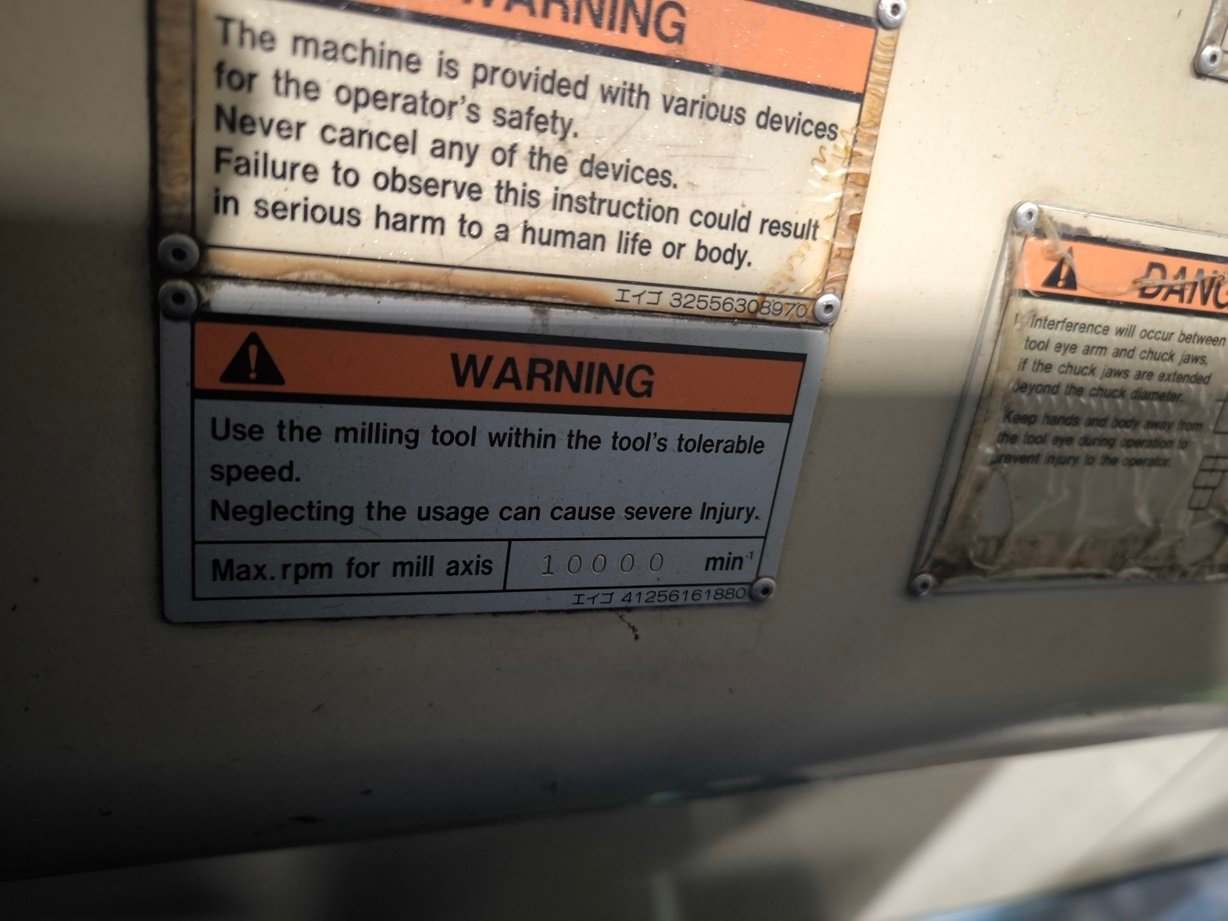 WARNING
The machine is provided with various devices
for the operator's safety.
Never cancel any of the devices.
Failure to observe this instruction could result
in serious harm to a human life or body.
エイゴ 32556308970
WARNING
Use the milling tool within the tool's tolerable
speed.
Neglecting the usage can cause severe Injury.
Max. rpm for mill axis 10000 min⁻¹
エイゴ 41256161880
DANG
Interference will occur between
tool eye arm and chuck jaws,
if the chuck jaws are extended
beyond the chuck diameter.
Keep hands and body away from
the tool eye during operation to
prevent injury to the operator.